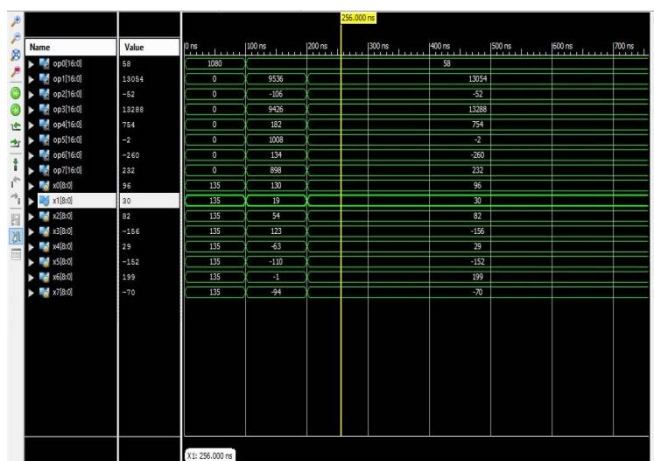 256.000 ns
Name Value 0 ns 100 ns 200 ns 300 ns 400 ns 500 ns 600 ns 700 ns
op0[16:0] 58 1080 58
op1[16:0] 13054 0 9536 13054
op2[16:0] -52 0 -106 -52
op3[16:0] 13288 0 9426 13288
op4[16:0] 754 0 182 754
op5[16:0] -2 0 1008 -2
op6[16:0] -260 0 134 -260
op7[16:0] 232 0 898 232
x0[8:0] 96 135 130 96
x1[8:0] 30 135 19 30
x2[8:0] 82 135 54 82
x3[8:0] -156 135 123 -156
x4[8:0] 29 135 -63 29
x5[8:0] -152 135 -110 -152
x6[8:0] 199 135 -1 199
x7[8:0] -70 135 -94 -70
X1: 256.000 ns